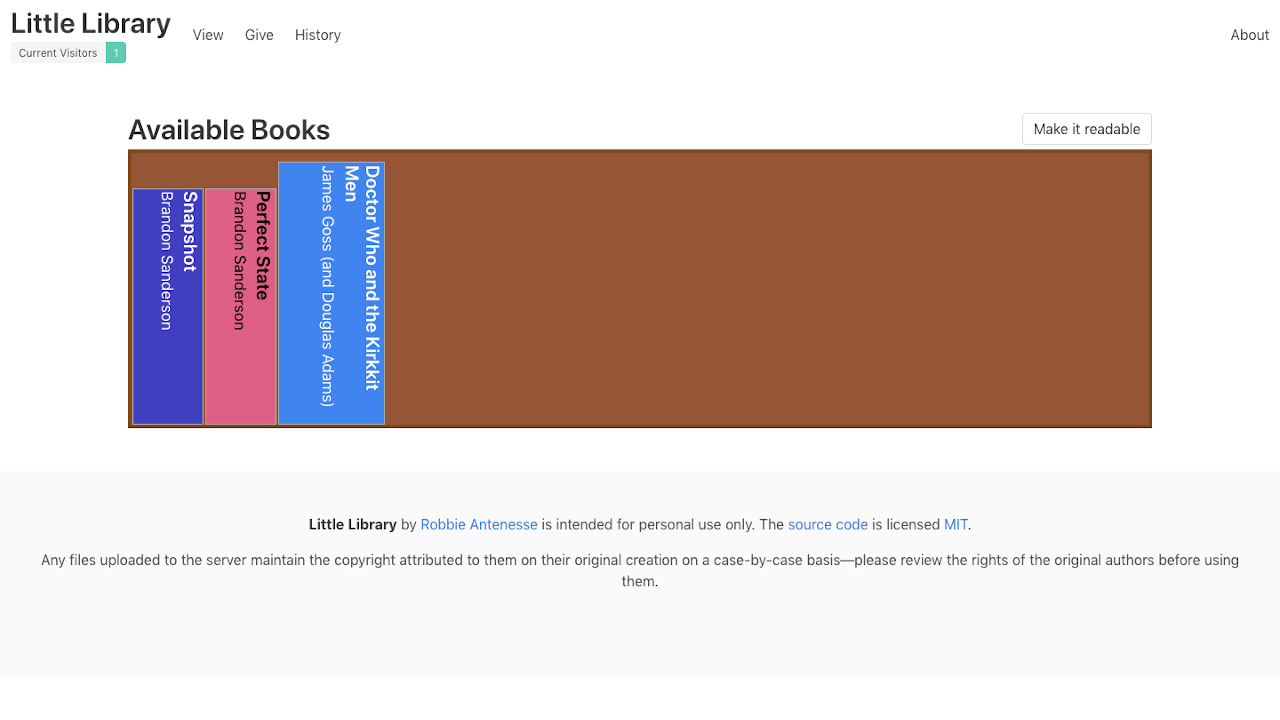 Little Library
View Give History About
Current Visitors 1
Available Books
Make it readable
Snapshot
Brandon Sanderson
Perfect State
Brandon Sanderson
Doctor Who and the Kirkkit
Men
James Goss (and Douglas Adams)
Little Library by Robbie Antenesse is intended for personal use only. The source code is licensed MIT.
Any files uploaded to the server maintain the copyright attributed to them on their original creation on a case-by-case basis—please review the rights of the original authors before using
them.